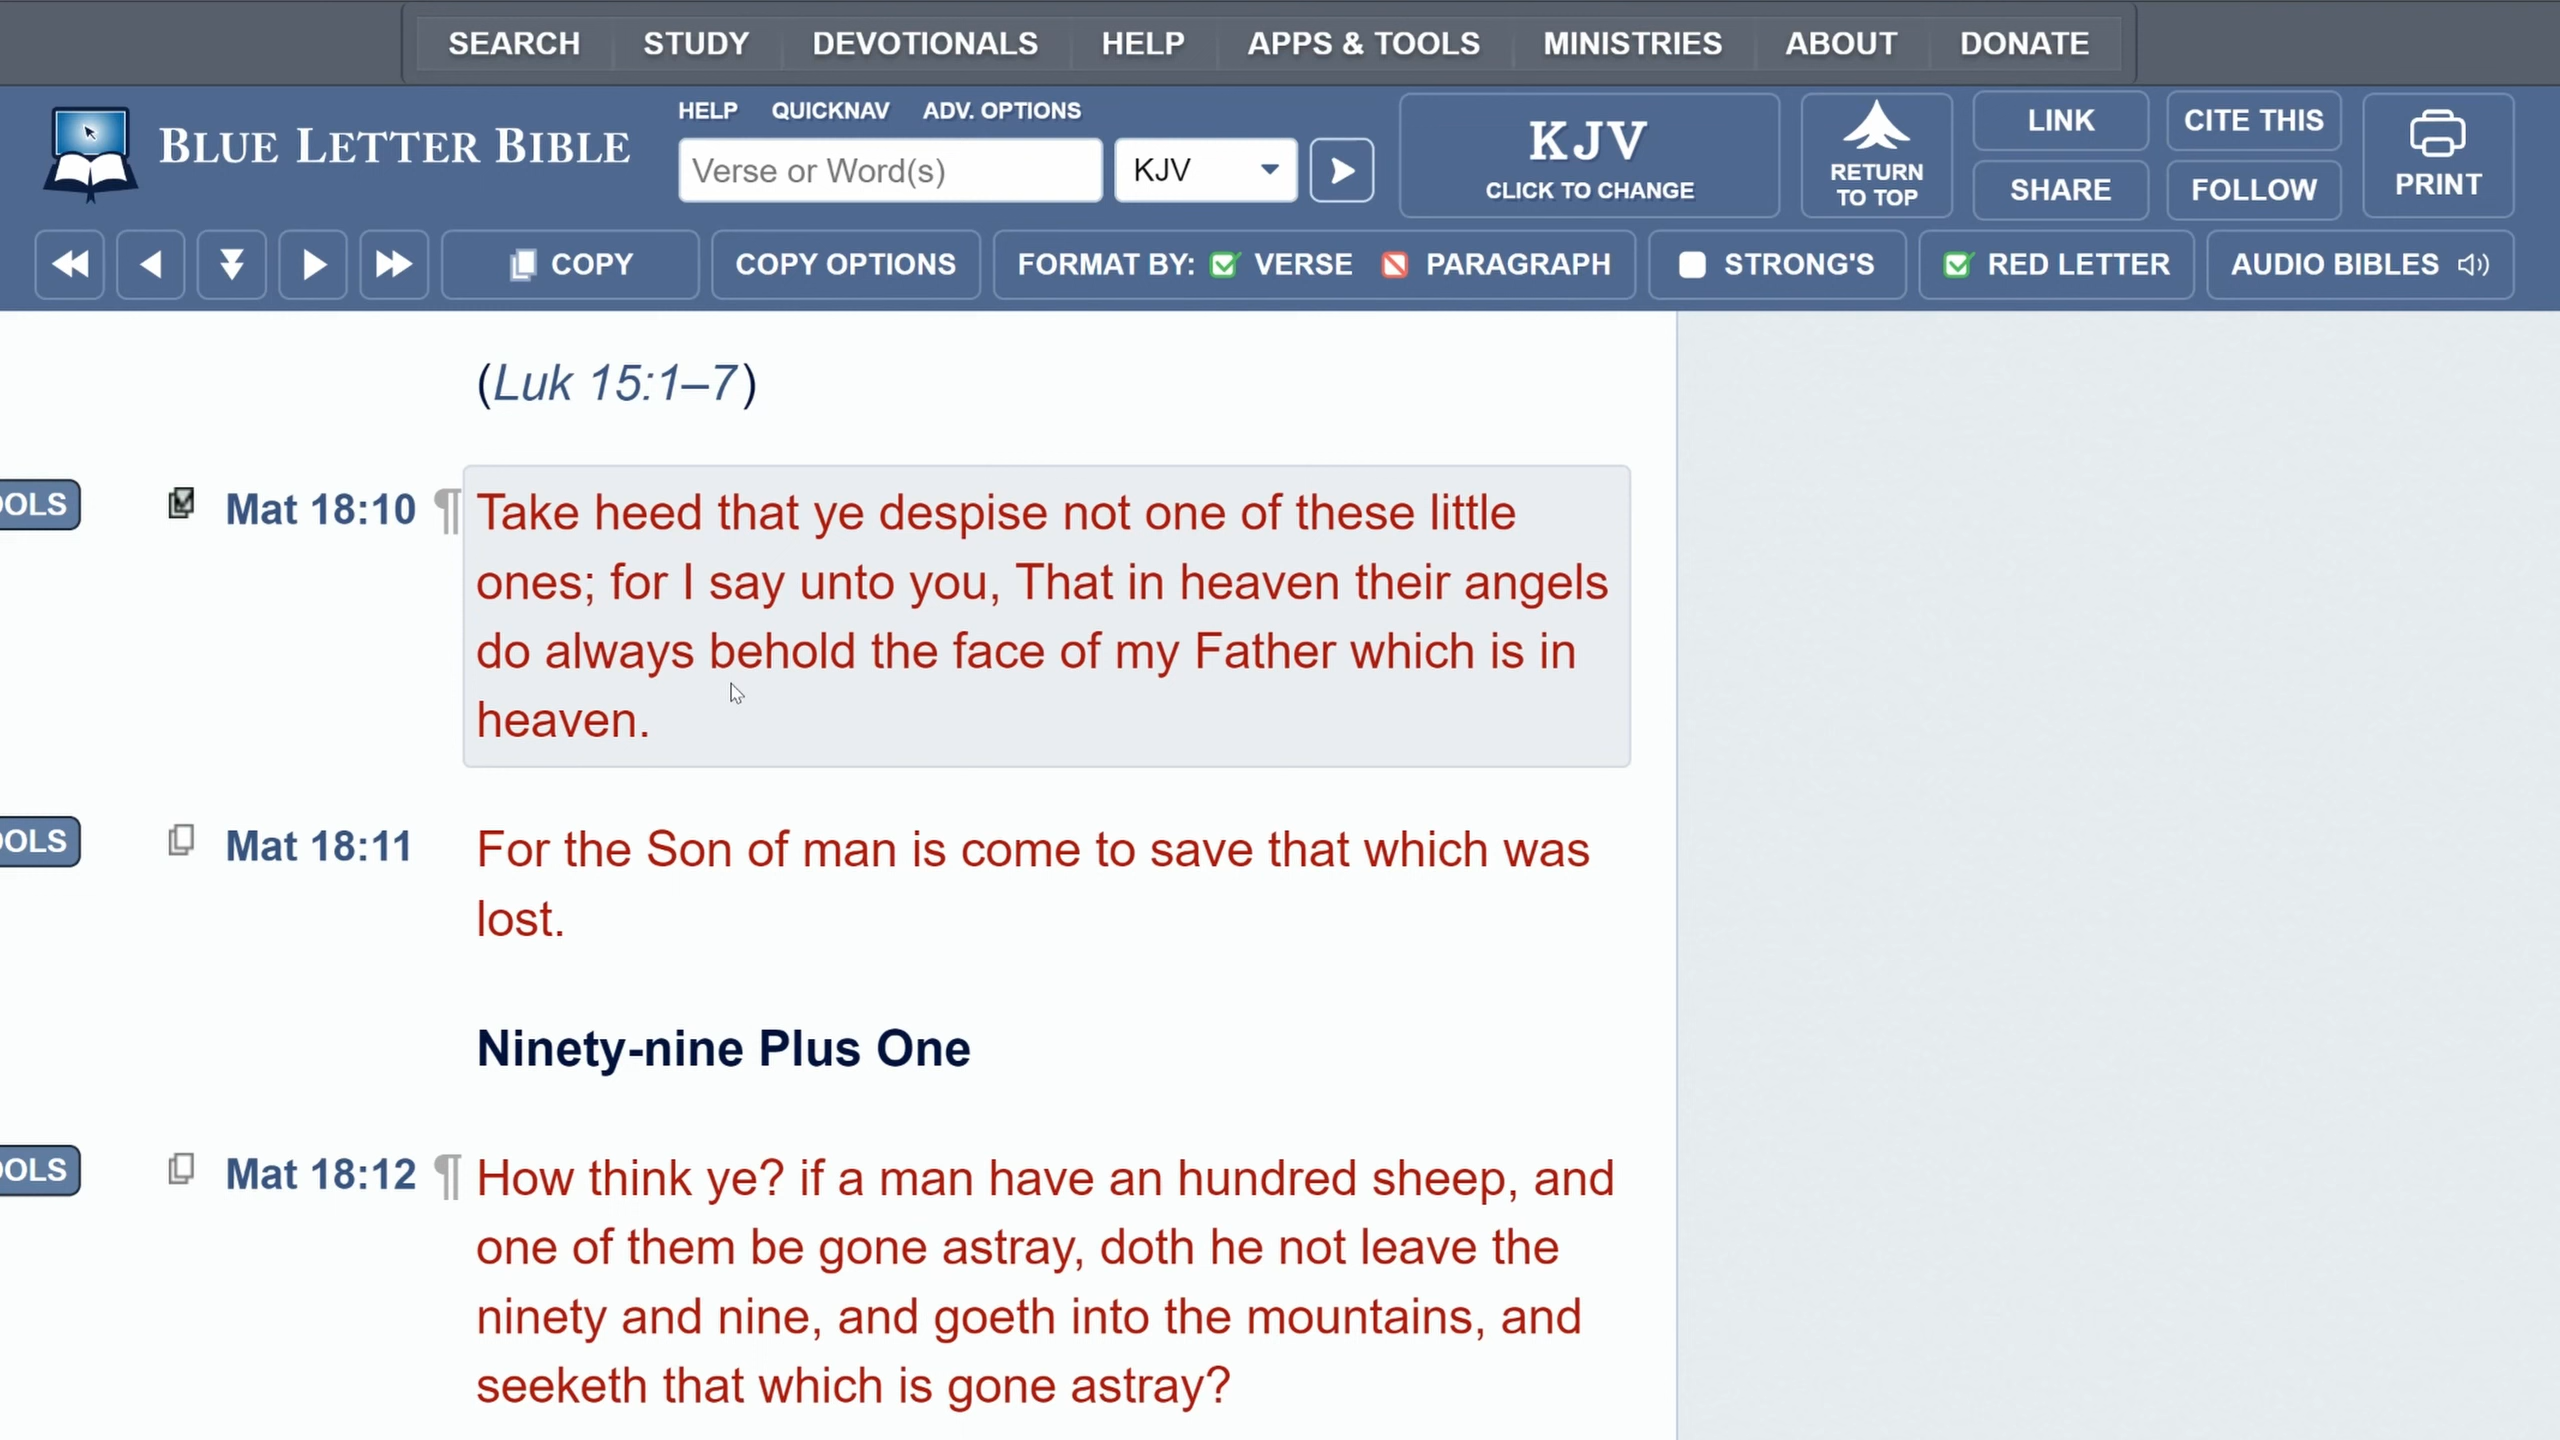 SEARCH STUDY DEVOTIONALS HELP APPS & TOOLS MINISTRIES ABOUT DONATE
BLUE LETTER BIBLE
HELP QUICKNAV ADV. OPTIONS
Verse or Word(s) KJV
KJV
CLICK TO CHANGE
RETURN
TO TOP
LINK CITE THIS
SHARE FOLLOW
PRINT
COPY COPY OPTIONS FORMAT BY: VERSE PARAGRAPH STRONG'S RED LETTER AUDIO BIBLES
(Luk 15:1–7)
OOLS Mat 18:10 ¶ Take heed that ye despise not one of these little
ones; for I say unto you, That in heaven their angels
do always behold the face of my Father which is in
heaven.
OOLS Mat 18:11 For the Son of man is come to save that which was
lost.
Ninety-nine Plus One
OOLS Mat 18:12 ¶ How think ye? if a man have an hundred sheep, and
one of them be gone astray, doth he not leave the
ninety and nine, and goeth into the mountains, and
seeketh that which is gone astray?